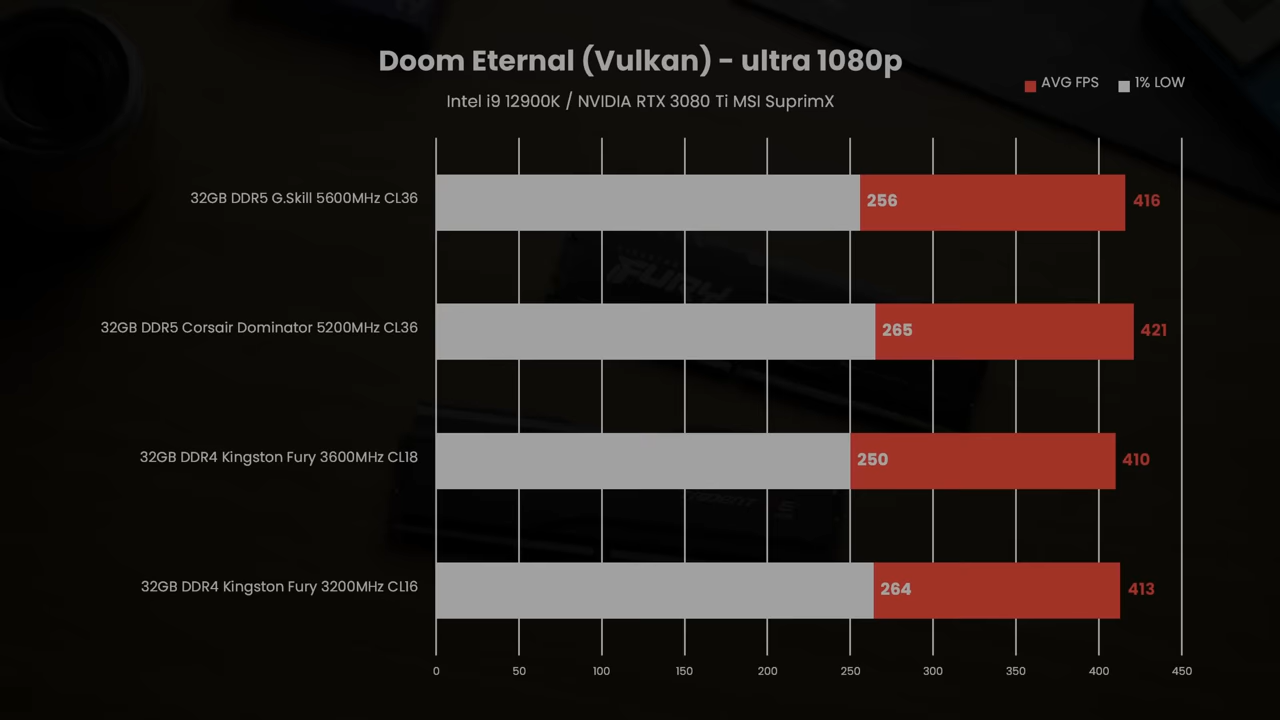 Doom Eternal (Vulkan) - ultra 1080p
Intel i9 12900K / NVIDIA RTX 3080 Ti MSI SuprimX
AVG FPS 1% LOW
32GB DDR5 G.Skill 5600MHz CL36 256 416
FURY
32GB DDR5 Corsair Dominator 5200MHz CL36 265 421
32GB DDR4 Kingston Fury 3600MHz CL18 250 410
32GB DDR4 Kingston Fury 3200MHz CL16 264 413
0 50 100 150 200 250 300 350 400 450